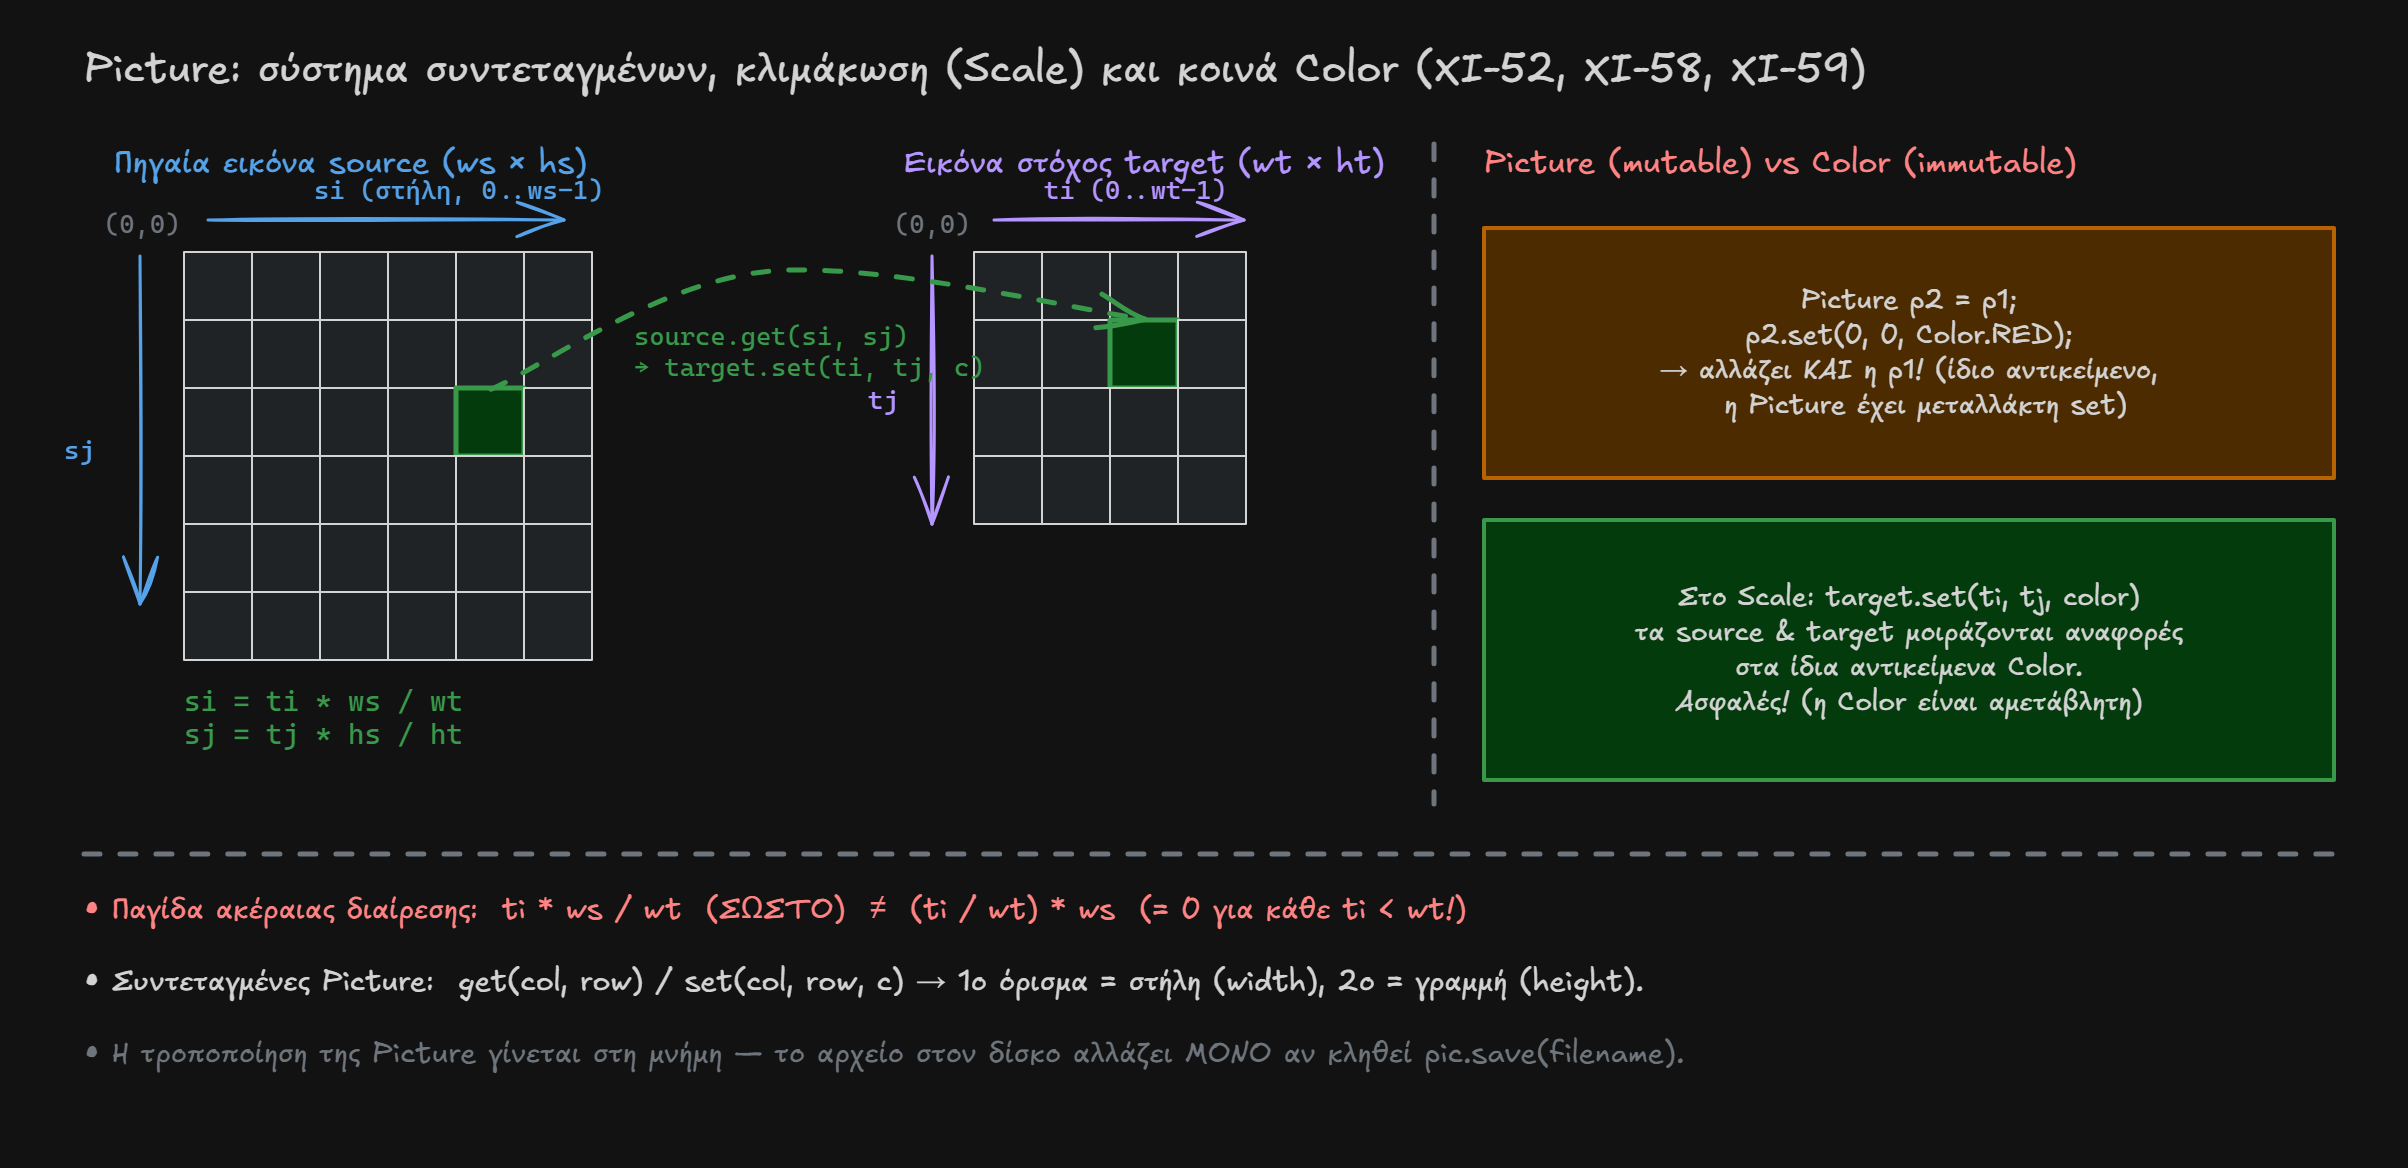 Picture: σύστημα συντεταγμένων, κλιμάκωση (Scale) και κοινά Color (XI-52, XI-58, XI-59)
Πηγαία εικόνα source (ws × hs)
si (στήλη, 0..ws-1)
(0,0)
sj
si = ti * ws / wt
sj = tj * hs / ht
source.get(si, sj)
→ target.set(ti, tj, c)
Εικόνα στόχος target (wt × ht)
ti (0..wt-1)
(0,0)
tj
Picture (mutable) vs Color (immutable)
Picture p2 = p1;
p2.set(0, 0, Color.RED);
→ αλλάζει ΚΑΙ η p1! (ίδιο αντικείμενο,
η Picture έχει μεταλλάκτη set)
Στο Scale: target.set(ti, tj, color)
τα source & target μοιράζονται αναφορές
στα ίδια αντικείμενα Color.
Ασφαλές! (η Color είναι αμετάβλητη)
• Παγίδα ακέραιας διαίρεσης: ti * ws / wt (ΣΩΣΤΟ) ≠ (ti / wt) * ws (= 0 για κάθε ti < wt!)
• Συντεταγμένες Picture: get(col, row) / set(col, row, c) → 1ο όρισμα = στήλη (width), 2ο = γραμμή (height).
• Η τροποποίηση της Picture γίνεται στη μνήμη — το αρχείο στον δίσκο αλλάζει ΜΟΝΟ αν κληθεί pic.save(filename).